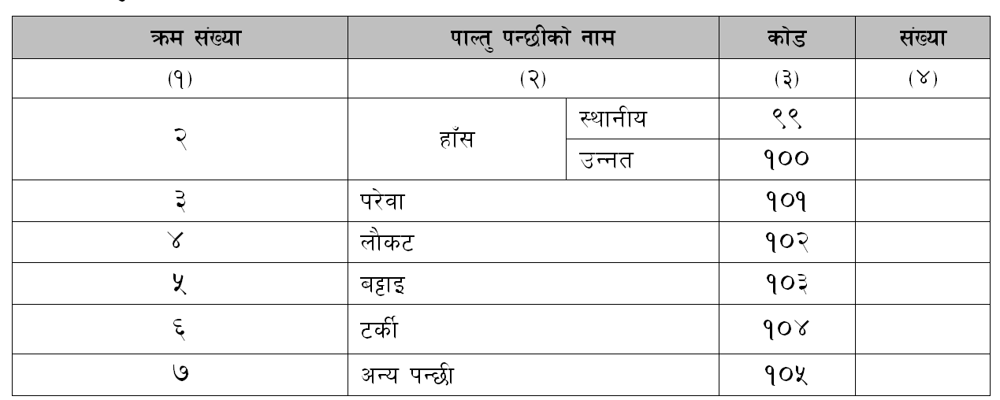 क्रम संख्या पाल्तु पन्छीको नाम कोड संख्या
(१) (२) (३) (४)
२ हाँस स्थानीय ९९
उन्नत १००
३ परेवा १०१
४ लौकट १०२
५ बट्टाइ १०३
६ टर्की १०४
७ अन्य पन्छी १०५